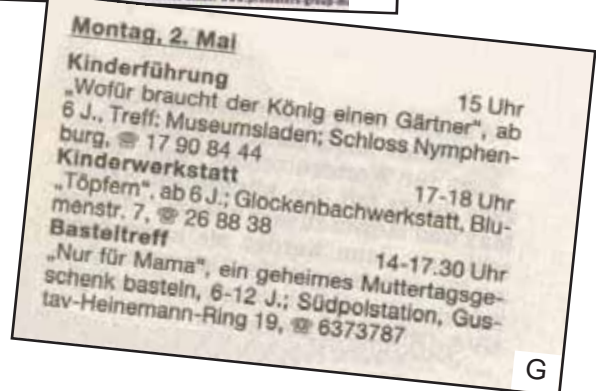 Montag, 2. Mai
Kinderführung 15 Uhr
„Wofür braucht der König einen Gärtner“, ab
6 J., Treff: Museumsladen; Schloss Nymphen-
burg, ☎ 17 90 84 44
Kinderwerkstatt 17-18 Uhr
„Töpfern“, ab 6 J.; Glockenbachwerkstatt, Blu-
menstr. 7, ☎ 26 88 38
Basteltreff 14-17.30 Uhr
„Nur für Mama“, ein geheimes Muttertagsge-
schenk basteln, 6-12 J.; Südpolstation, Gus-
tav-Heinemann-Ring 19, ☎ 6373787
G